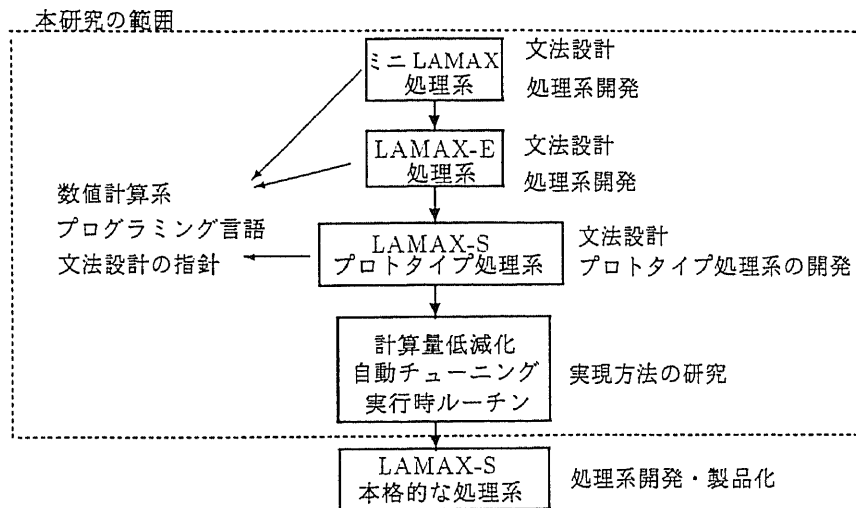 本研究の範囲
ミニ LAMAX
処理系
文法設計
処理系開発
LAMAX-E
処理系
文法設計
処理系開発
数値計算系
プログラミング言語
文法設計の指針
LAMAX-S
プロトタイプ処理系
文法設計
プロトタイプ処理系の開発
計算量低減化
自動チューニング
実行時ルーチン
実現方法の研究
LAMAX-S
本格的な処理系
処理系開発・製品化